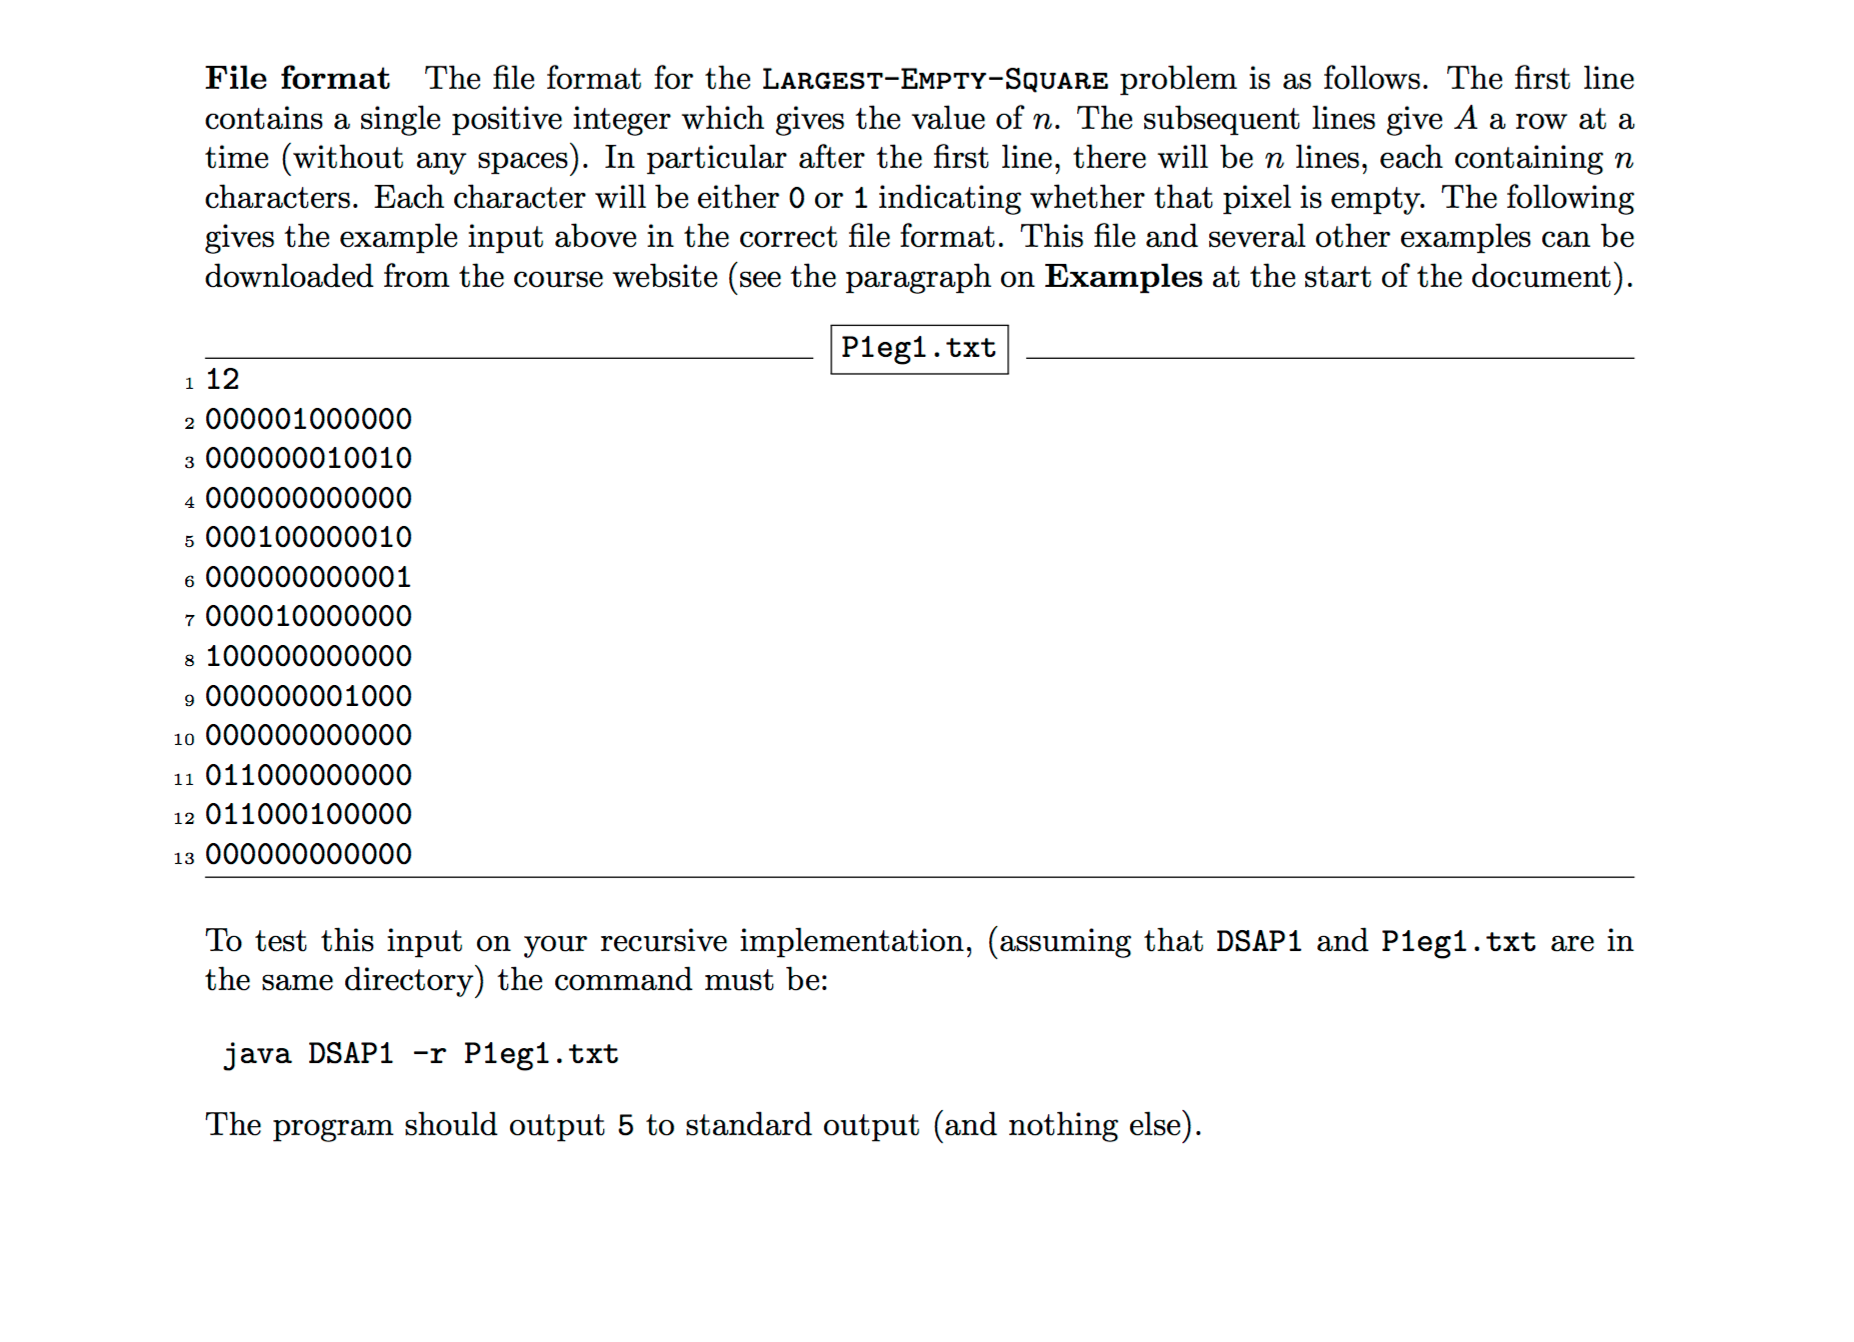 File format The file format for the LARGEST-EMPTY-SQUARE problem is as follows. The first line
contains a single positive integer which gives the value of n. The subsequent lines give A a row at a
time (without any spaces). In particular after the first line, there will be n lines, each containing n
characters. Each character will be either 0 or 1 indicating whether that pixel is empty. The following
gives the example input above in the correct file format. This file and several other examples can be
downloaded from the course website (see the paragraph on Examples at the start of the document).
P1eg1.txt
1 12
2 000001000000
3 000000010010
4 000000000000
5 000100000010
6 000000000001
7 000010000000
8 100000000000
9 000000001000
10 000000000000
11 011000000000
12 011000100000
13 000000000000
To test this input on your recursive implementation, (assuming that DSAP1 and P1eg1.txt are in
the same directory) the command must be:
java DSAP1 -r P1eg1.txt
The program should output 5 to standard output (and nothing else).